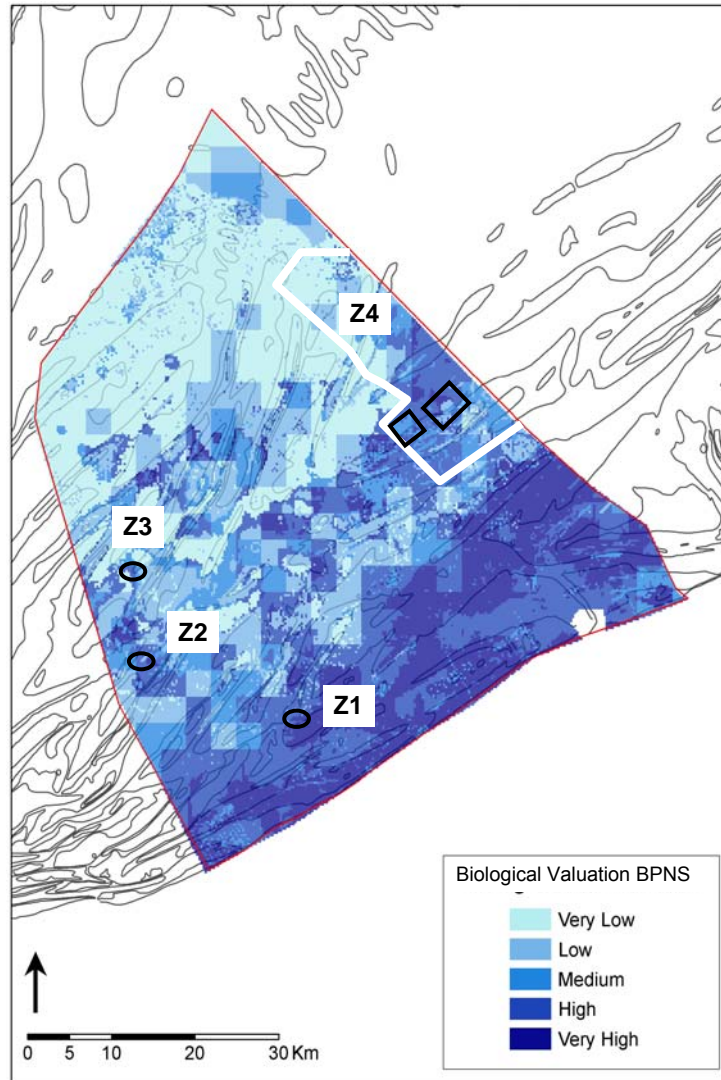 Z4
Z3
Z2
Z1
Biological Valuation BPNS
Very Low
Low
Medium
High
Very High
0 5 10 20 30 Km